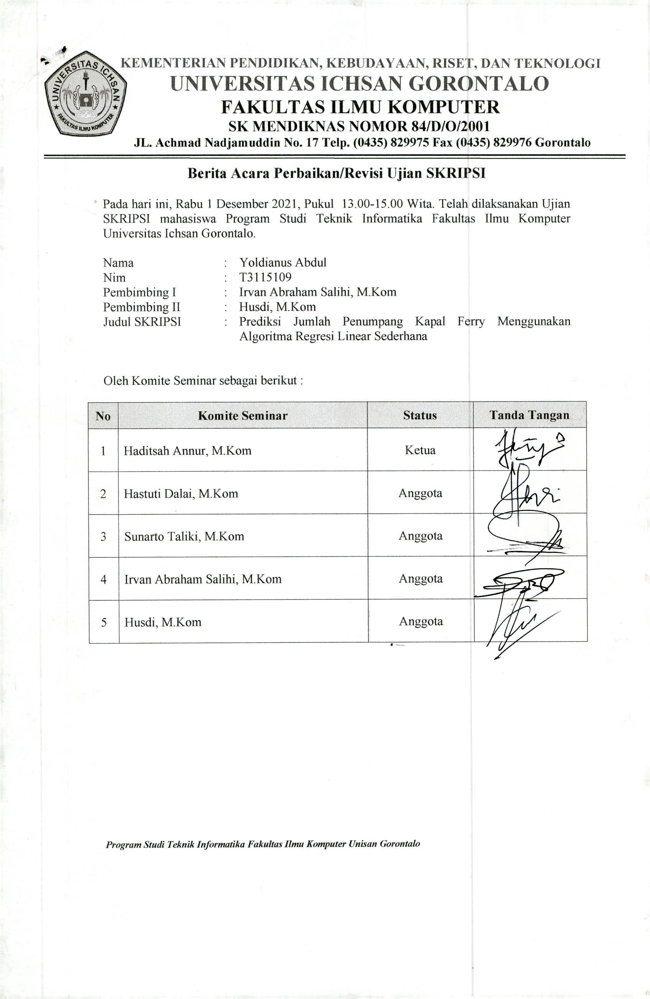 UNIVERSITAS ICHSAN
FAKULTAS ILMU KOMPUTER
KEMENTERIAN PENDIDIKAN, KEBUDAYAAN, RISET, DAN TEKNOLOGI
UNIVERSITAS ICHSAN GORONTALO
FAKULTAS ILMU KOMPUTER
SK MENDIKNAS NOMOR 84/D/O/2001
JL. Achmad Nadjamuddin No. 17 Telp. (0435) 829975 Fax (0435) 829976 Gorontalo
Berita Acara Perbaikan/Revisi Ujian SKRIPSI
Pada hari ini, Rabu 1 Desember 2021, Pukul 13.00-15.00 Wita. Telah dilaksanakan Ujian
SKRIPSI mahasiswa Program Studi Teknik Informatika Fakultas Ilmu Komputer
Universitas Ichsan Gorontalo.
Nama : Yoldianus Abdul
Nim : T3115109
Pembimbing I : Irvan Abraham Salihi, M.Kom
Pembimbing II : Husdi, M.Kom
Judul SKRIPSI : Prediksi Jumlah Penumpang Kapal Ferry Menggunakan
Algoritma Regresi Linear Sederhana
Oleh Komite Seminar sebagai berikut :
No Komite Seminar Status Tanda Tangan
1 Haditsah Annur, M.Kom Ketua
2 Hastuti Dalai, M.Kom Anggota
3 Sunarto Taliki, M.Kom Anggota
4 Irvan Abraham Salihi, M.Kom Anggota
5 Husdi, M.Kom Anggota
Program Studi Teknik Informatika Fakultas Ilmu Komputer Unisan Gorontalo